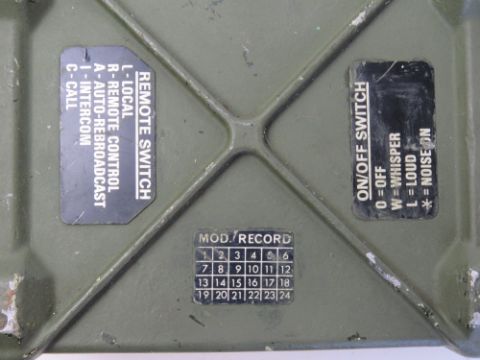 REMOTE SWITCH
L - LOCAL
R - REMOTE CONTROL
A - AUTO-REBROADCAST
I - INTERCOM
C - CALL
ON/OFF SWITCH
O = OFF
W = WHISPER
L = LOUD
* = NOISE ON
MOD. RECORD
1 2 3 4 5 6
7 8 9 10 11 12
13 14 15 16 17 18
19 20 21 22 23 24